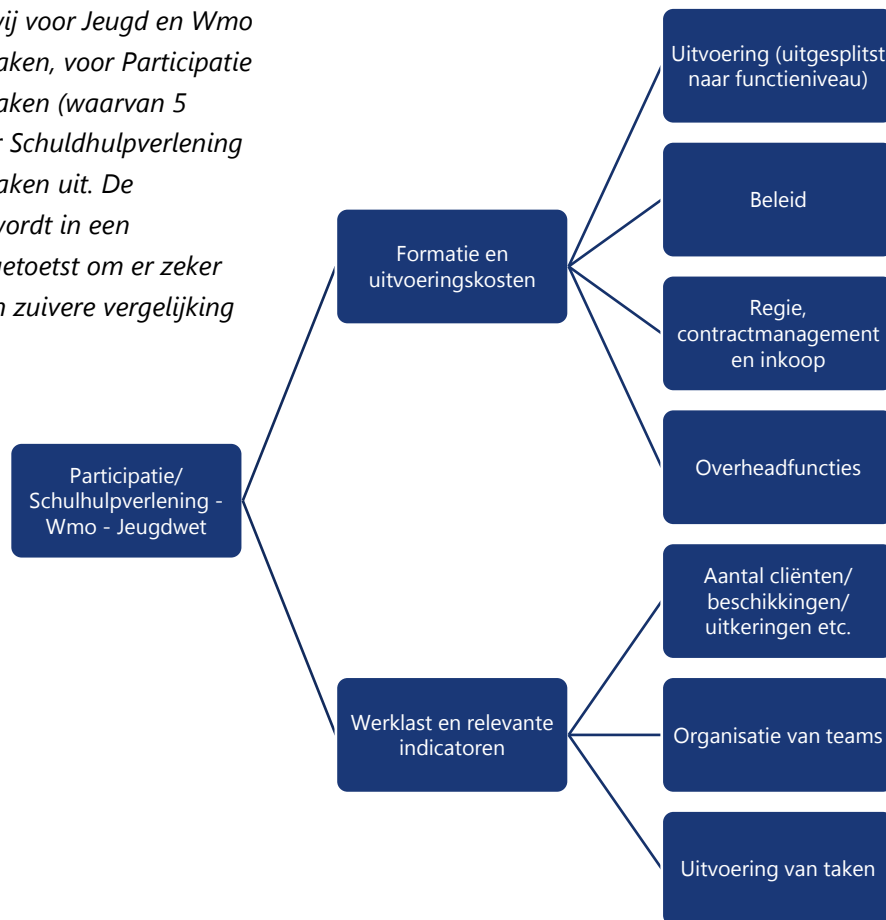 vij voor Jeugd en Wmo
aken, voor Participatie
aken (waarvan 5
r Schuldhulpverlening
aken uit. De
wordt in een
getoetst om er zeker
n zuivere vergelijking
Participatie/
Schulhulpverlening -
Wmo - Jeugdwet
Formatie en
uitvoeringskosten
Uitvoering (uitgesplitst
naar functieniveau)
Beleid
Regie,
contractmanagement
en inkoop
Overheadfuncties
Werklast en relevante
indicatoren
Aantal cliënten/
beschikkingen/
uitkeringen etc.
Organisatie van teams
Uitvoering van taken